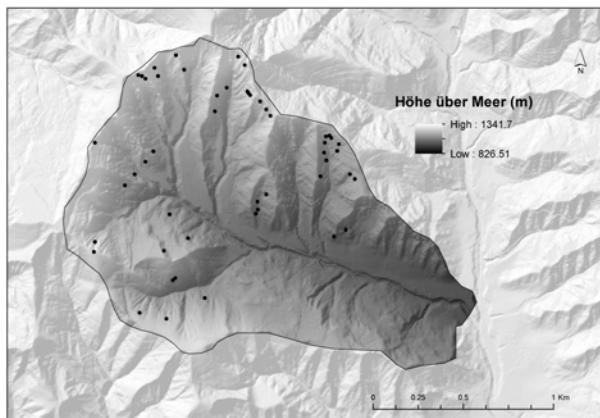 N
Höhe über Meer (m)
High : 1341.7
Low : 826.51
0 0.25 0.5 1 Km